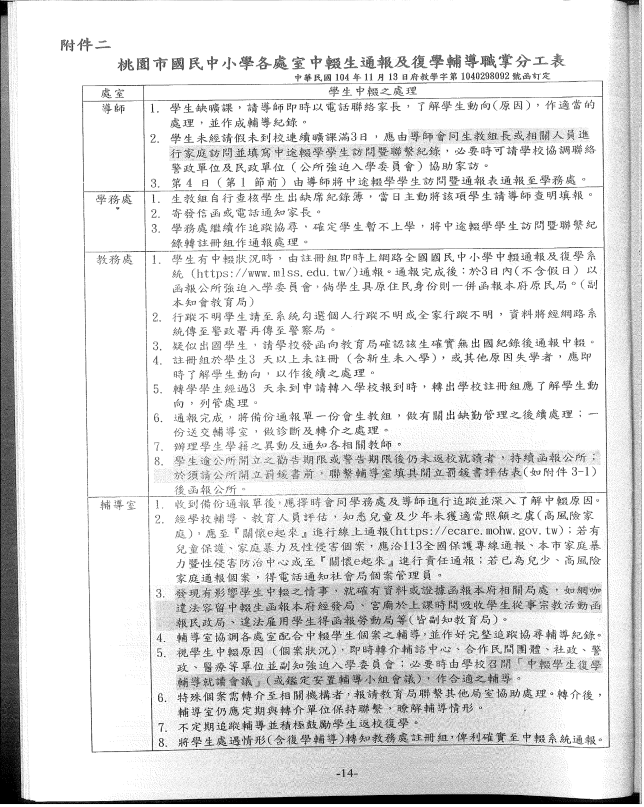 附件二
桃園市國民中小學各處室中輟生通報及復學輔導職掌分工表
中華民國 104 年 11 月 13 日府教學字第 1040298092 號函訂定
處室 學生中輟之處理
導師 1. 學生缺曠課，請導師即時以電話聯絡家長，了解學生動向(原因)，作適當的
處理，並作成輔導紀錄。
2. 學生未經請假未到校連續曠課滿3日，應由導師會同生教組長或相關人員進
行家庭訪問並填寫中途輟學學生訪問暨聯繫紀錄，必要時可請學校協調聯絡
警政單位及民政單位（公所強迫入學委員會）協助家訪。
3. 第 4 日（第 1 節前）由導師將中途輟學學生訪問暨通報表通報至學務處。
學務處 1. 生教組自行查核學生出缺席紀錄簿，當日主動將該項學生請導師查明填報。
2. 寄發信函或電話通知家長。
3. 學務處繼續作追蹤協尋，確定學生暫不上學，將中途輟學學生訪問暨聯繫紀
錄轉註冊組作通報處理。
教務處 1. 學生有中輟狀況時，由註冊組即時上網路全國國民中小學中輟通報及復學系
統 (https://www.mlss.edu.tw/)通報。通報完成後：於3日內(不含假日) 以
函報公所強迫入學委員會，倘學生具原住民身份則一併函報本府原民局。(副
本知會教育局)
2. 行蹤不明學生請至系統勾選個人行蹤不明或全家行蹤不明，資料將經網路系
統傳至警政署再傳至警察局。
3. 疑似出國學生，請學校發函向教育局確認該生確實無出國紀錄後通報中輟。
4. 註冊組於學生3 天以上未註冊（含新生未入學），或其他原因失學者，應即
時了解學生動向，以作後續之處理。
5. 轉學學生經過3 天未到申請轉入學校報到時，轉出學校註冊組應了解學生動
向，列管處理。
6. 通報完成，將備份通報單一份會生教組，做有關出缺勤管理之後續處理；一
份送交輔導室，做診斷及轉介之處理。
7. 辦理學生學籍之異動及通知各相關教師。
8. 學生逾公所開立之勸告期限或警告期限後仍未返校就讀者，持續函報公所；
於須請公所開立罰鍰書前，聯繫輔導室填具開立罰鍰書評估表(如附件 3-1)
後函報公所。
輔導室 1. 收到備份通報單後，應擇時會同學務處及導師進行追蹤並深入了解中輟原因。
2. 經學校輔導、教育人員評估，知悉兒童及少年未獲適當照顧之虞(高風險家
庭)，應至『關懷e起來』進行線上通報(https://ecare.mohw.gov.tw)；若有
兒童保護、家庭暴力及性侵害個案，應洽113全國保護專線通報、本市家庭暴
力暨性侵害防治中心或至『關懷e起來』進行責任通報；若已為兒少、高風險
家庭通報個案，得電話通知社會局個案管理員。
3. 發現有影響學生中輟之情事，就確有資料或證據函報本府相關局處，如網咖
違法容留中輟生函報本府經發局、宮廟於上課時間吸收學生從事宗教活動函
報民政局、違法雇用學生得函報勞動局等(皆副知教育局)。
4. 輔導室協調各處室配合中輟學生個案之輔導，並作好完整追蹤協尋輔導紀錄。
5. 視學生中輟原因（個案狀況），即時轉介輔諮中心、合作民間團體、社政、警
政、醫療等單位並副知強迫入學委員會；必要時由學校召開「中輟學生復學
輔導就讀會議」(或鑑定安置輔導小組會議)，作合適之輔導。
6. 特殊個案需轉介至相關機構者，報請教育局聯繫其他局室協助處理。轉介後，
輔導室仍應定期與轉介單位保持聯繫，瞭解輔導情形。
7. 不定期追蹤輔導並積極鼓勵學生返校復學。
8. 將學生處遇情形(含復學輔導)轉知教務處註冊組，俾利確實至中輟系統通報。
-14-